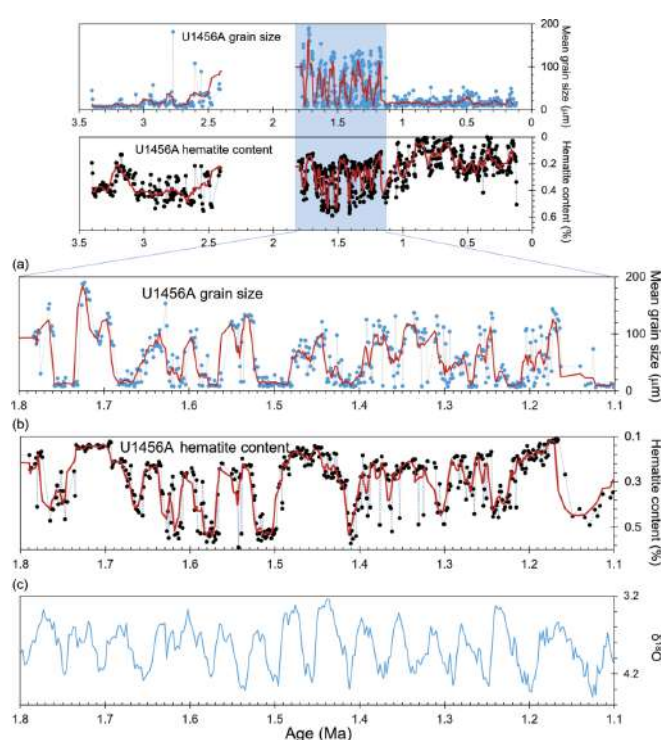 U1456A grain size
200
100
0
Mean grain size (μm)
3.5 3 2.5 2 1.5 1 0.5 0
U1456A hematite content
0
0.2
0.4
0.6
Hematite content (%)
3.5 3 2.5 2 1.5 1 0.5 0
(a)
U1456A grain size
200
100
0
Mean grain size (μm)
1.8 1.7 1.6 1.5 1.4 1.3 1.2 1.1
(b)
U1456A hematite content
0.1
0.3
0.5
Hematite content (%)
1.8 1.7 1.6 1.5 1.4 1.3 1.2 1.1
(c)
3.2
4.2
δ18O
1.8 1.7 1.6 1.5 1.4 1.3 1.2 1.1
Age (Ma)